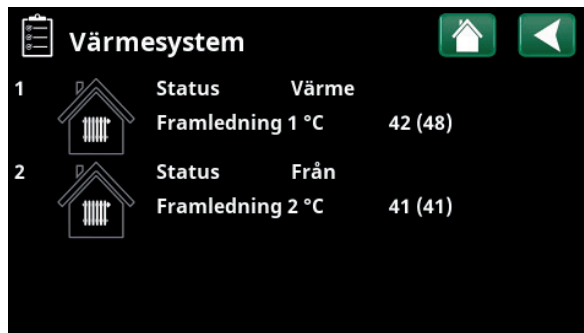 Värmesystem
1 Status Värme
Framledning 1 °C 42 (48)
2 Status Från
Framledning 2 °C 41 (41)